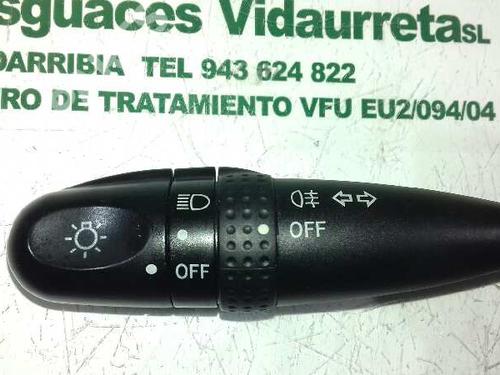 sguaces Vidaurreta SL
DARRIBIA TEL 943 624 822
RO DE TRATAMIENTO VFU EU2/094/04
OFF
OFF